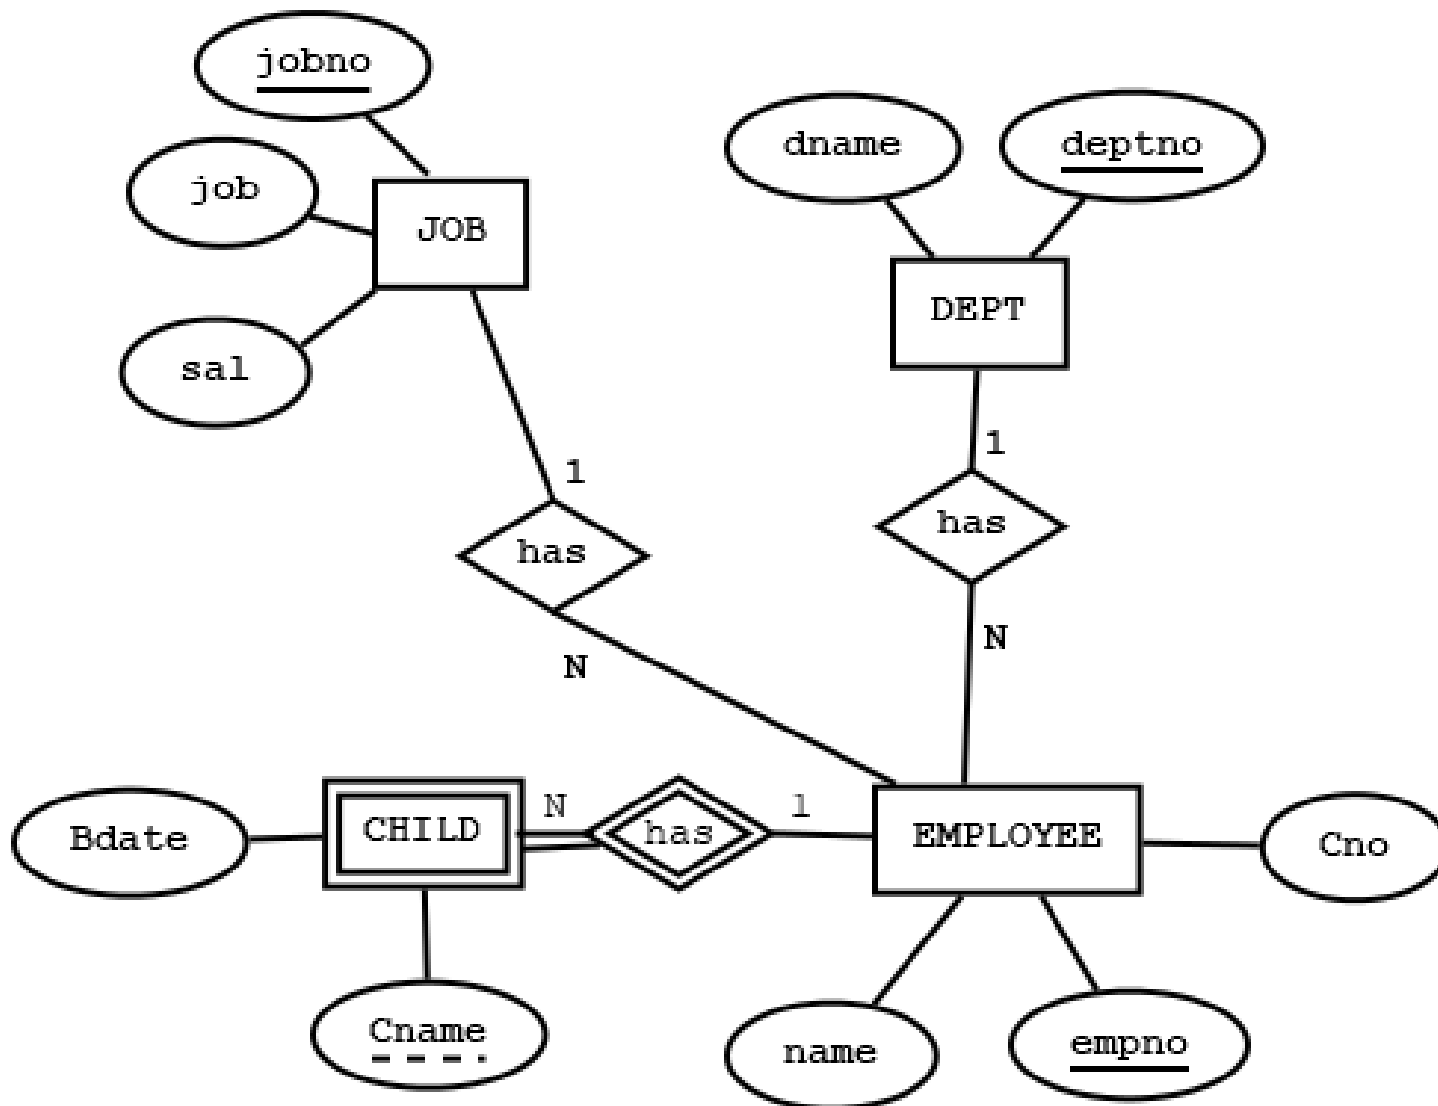 jobno
job
JOB
sal
dname
deptno
DEPT
1
has
N
1
has
N
Bdate
CHILD
N
has
1
EMPLOYEE
Cno
Cname
name
empno